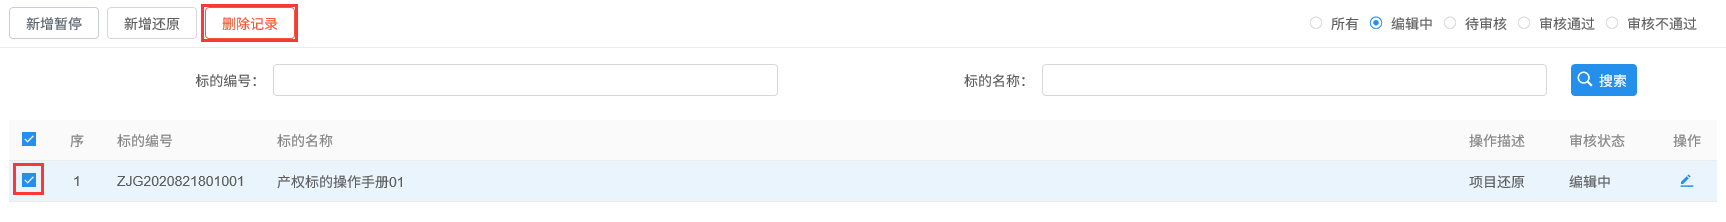 新增暂停 新增还原 删除记录 所有 编辑中 待审核 审核通过 审核不通过
标的编号： 标的名称： 搜索
序 标的编号 标的名称 操作描述 审核状态 操作
1 ZJG2020821801001 产权标的操作手册01 项目还原 编辑中